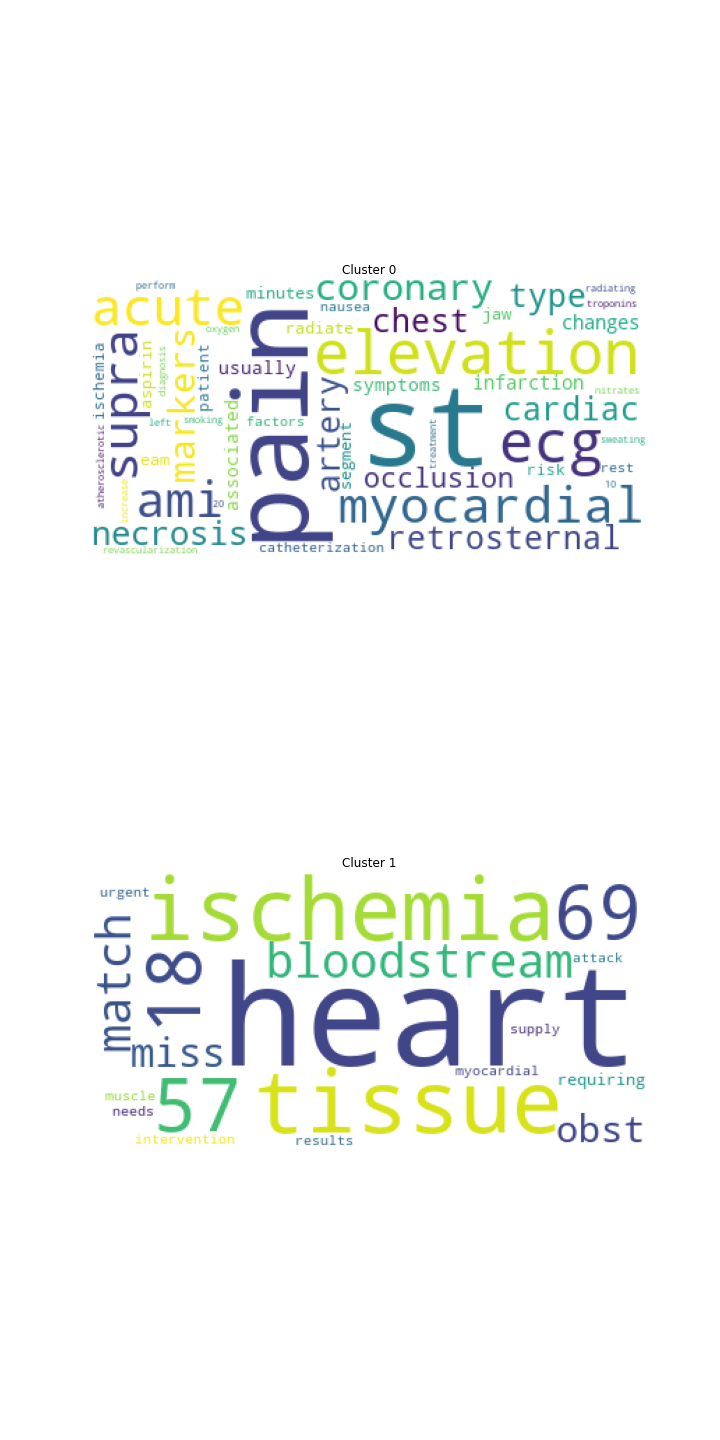 Cluster 0
perform
acute
minutes
coronary
type
radiating
troponins
nausea
chest
jaw
changes
oxygen
radiate
supra
markers
elevation
ischemia
aspirin
diagnosis
patient
usually
pain
artery
symptoms
infarction
nitrates
st
cardiac
left
smoking
associated
factors
segment
treatment
ecg
sweating
atherosclerotic
eam
risk
rest
occlusion
10
increase
ami
20
myocardial
necrosis
retrosternal
revascularization
catheterization
Cluster 1
urgent
ischemia
69
match
18
bloodstream
attack
heart
miss
supply
myocardial
requiring
muscle
needs
57
tissue
obst
intervention
results